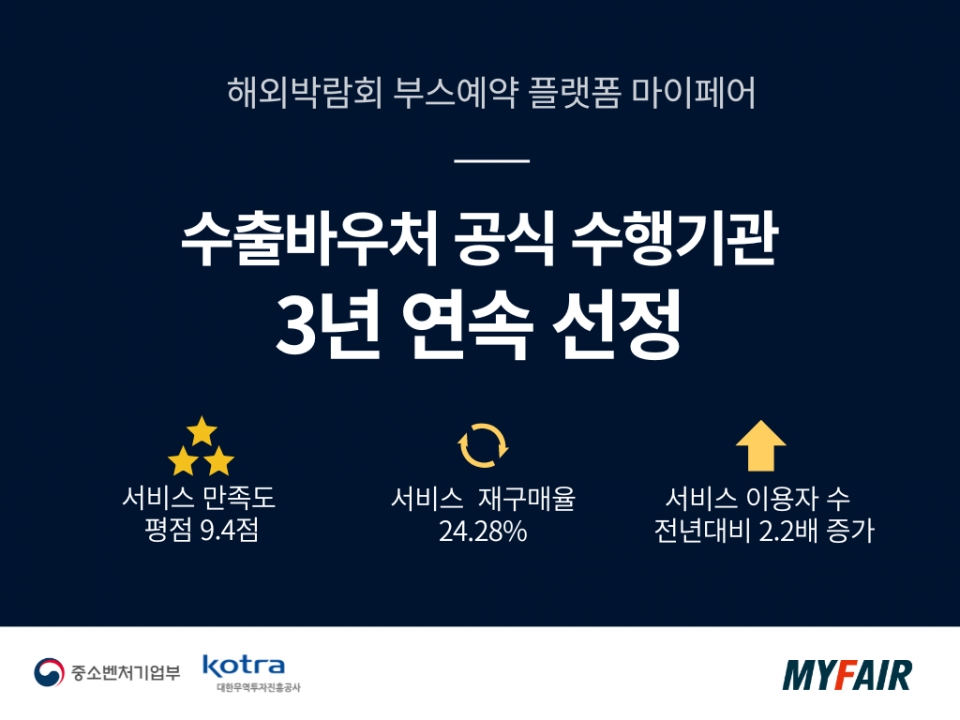 해외박람회 부스예약 플랫폼 마이페어
수출바우처 공식 수행기관
3년 연속 선정
서비스 만족도
평점 9.4점
서비스 재구매율
24.28%
서비스 이용자 수
전년대비 2.2배 증가
중소벤처기업부
kotra
대한무역투자진흥공사
MYFAIR